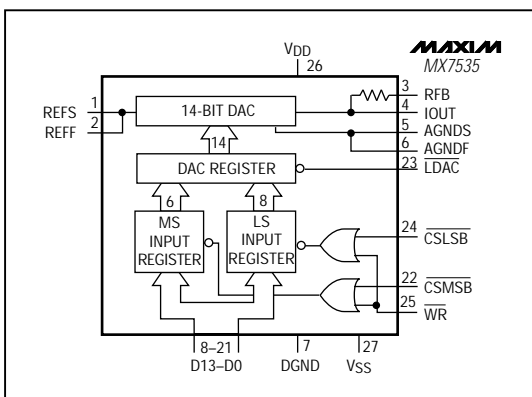 VDD
26
MAXIM
MX7535
REFS 1
REFF 2
14-BIT DAC
3 RFB
4 IOUT
5 AGNDS
6 AGNDF
14
DAC REGISTER
23 LDAC
6
8
MS
INPUT
REGISTER
LS
INPUT
REGISTER
24 CSLSB
22 CSMSB
25 WR
8–21
D13–D0
7
DGND
27
VSS